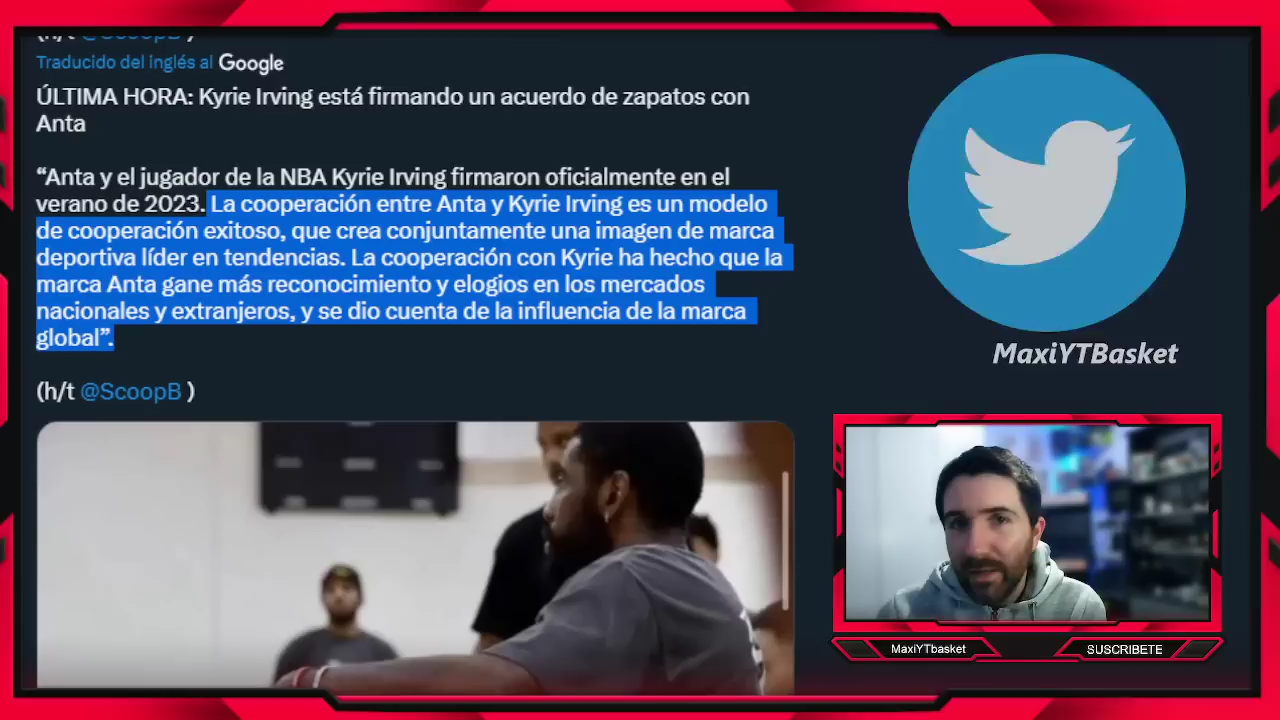 (h/t @ScoopB )
Traducido del inglés al Google
ÚLTIMA HORA: Kyrie Irving está firmando un acuerdo de zapatos con
Anta
“Anta y el jugador de la NBA Kyrie Irving firmaron oficialmente en el
verano de 2023. La cooperación entre Anta y Kyrie Irving es un modelo
de cooperación exitoso, que crea conjuntamente una imagen de marca
deportiva líder en tendencias. La cooperación con Kyrie ha hecho que la
marca Anta gane más reconocimiento y elogios en los mercados
nacionales y extranjeros, y se dio cuenta de la influencia de la marca
global”.
(h/t @ScoopB )
MaxiYTBasket
MaxiYTbasket
SUSCRIBETE